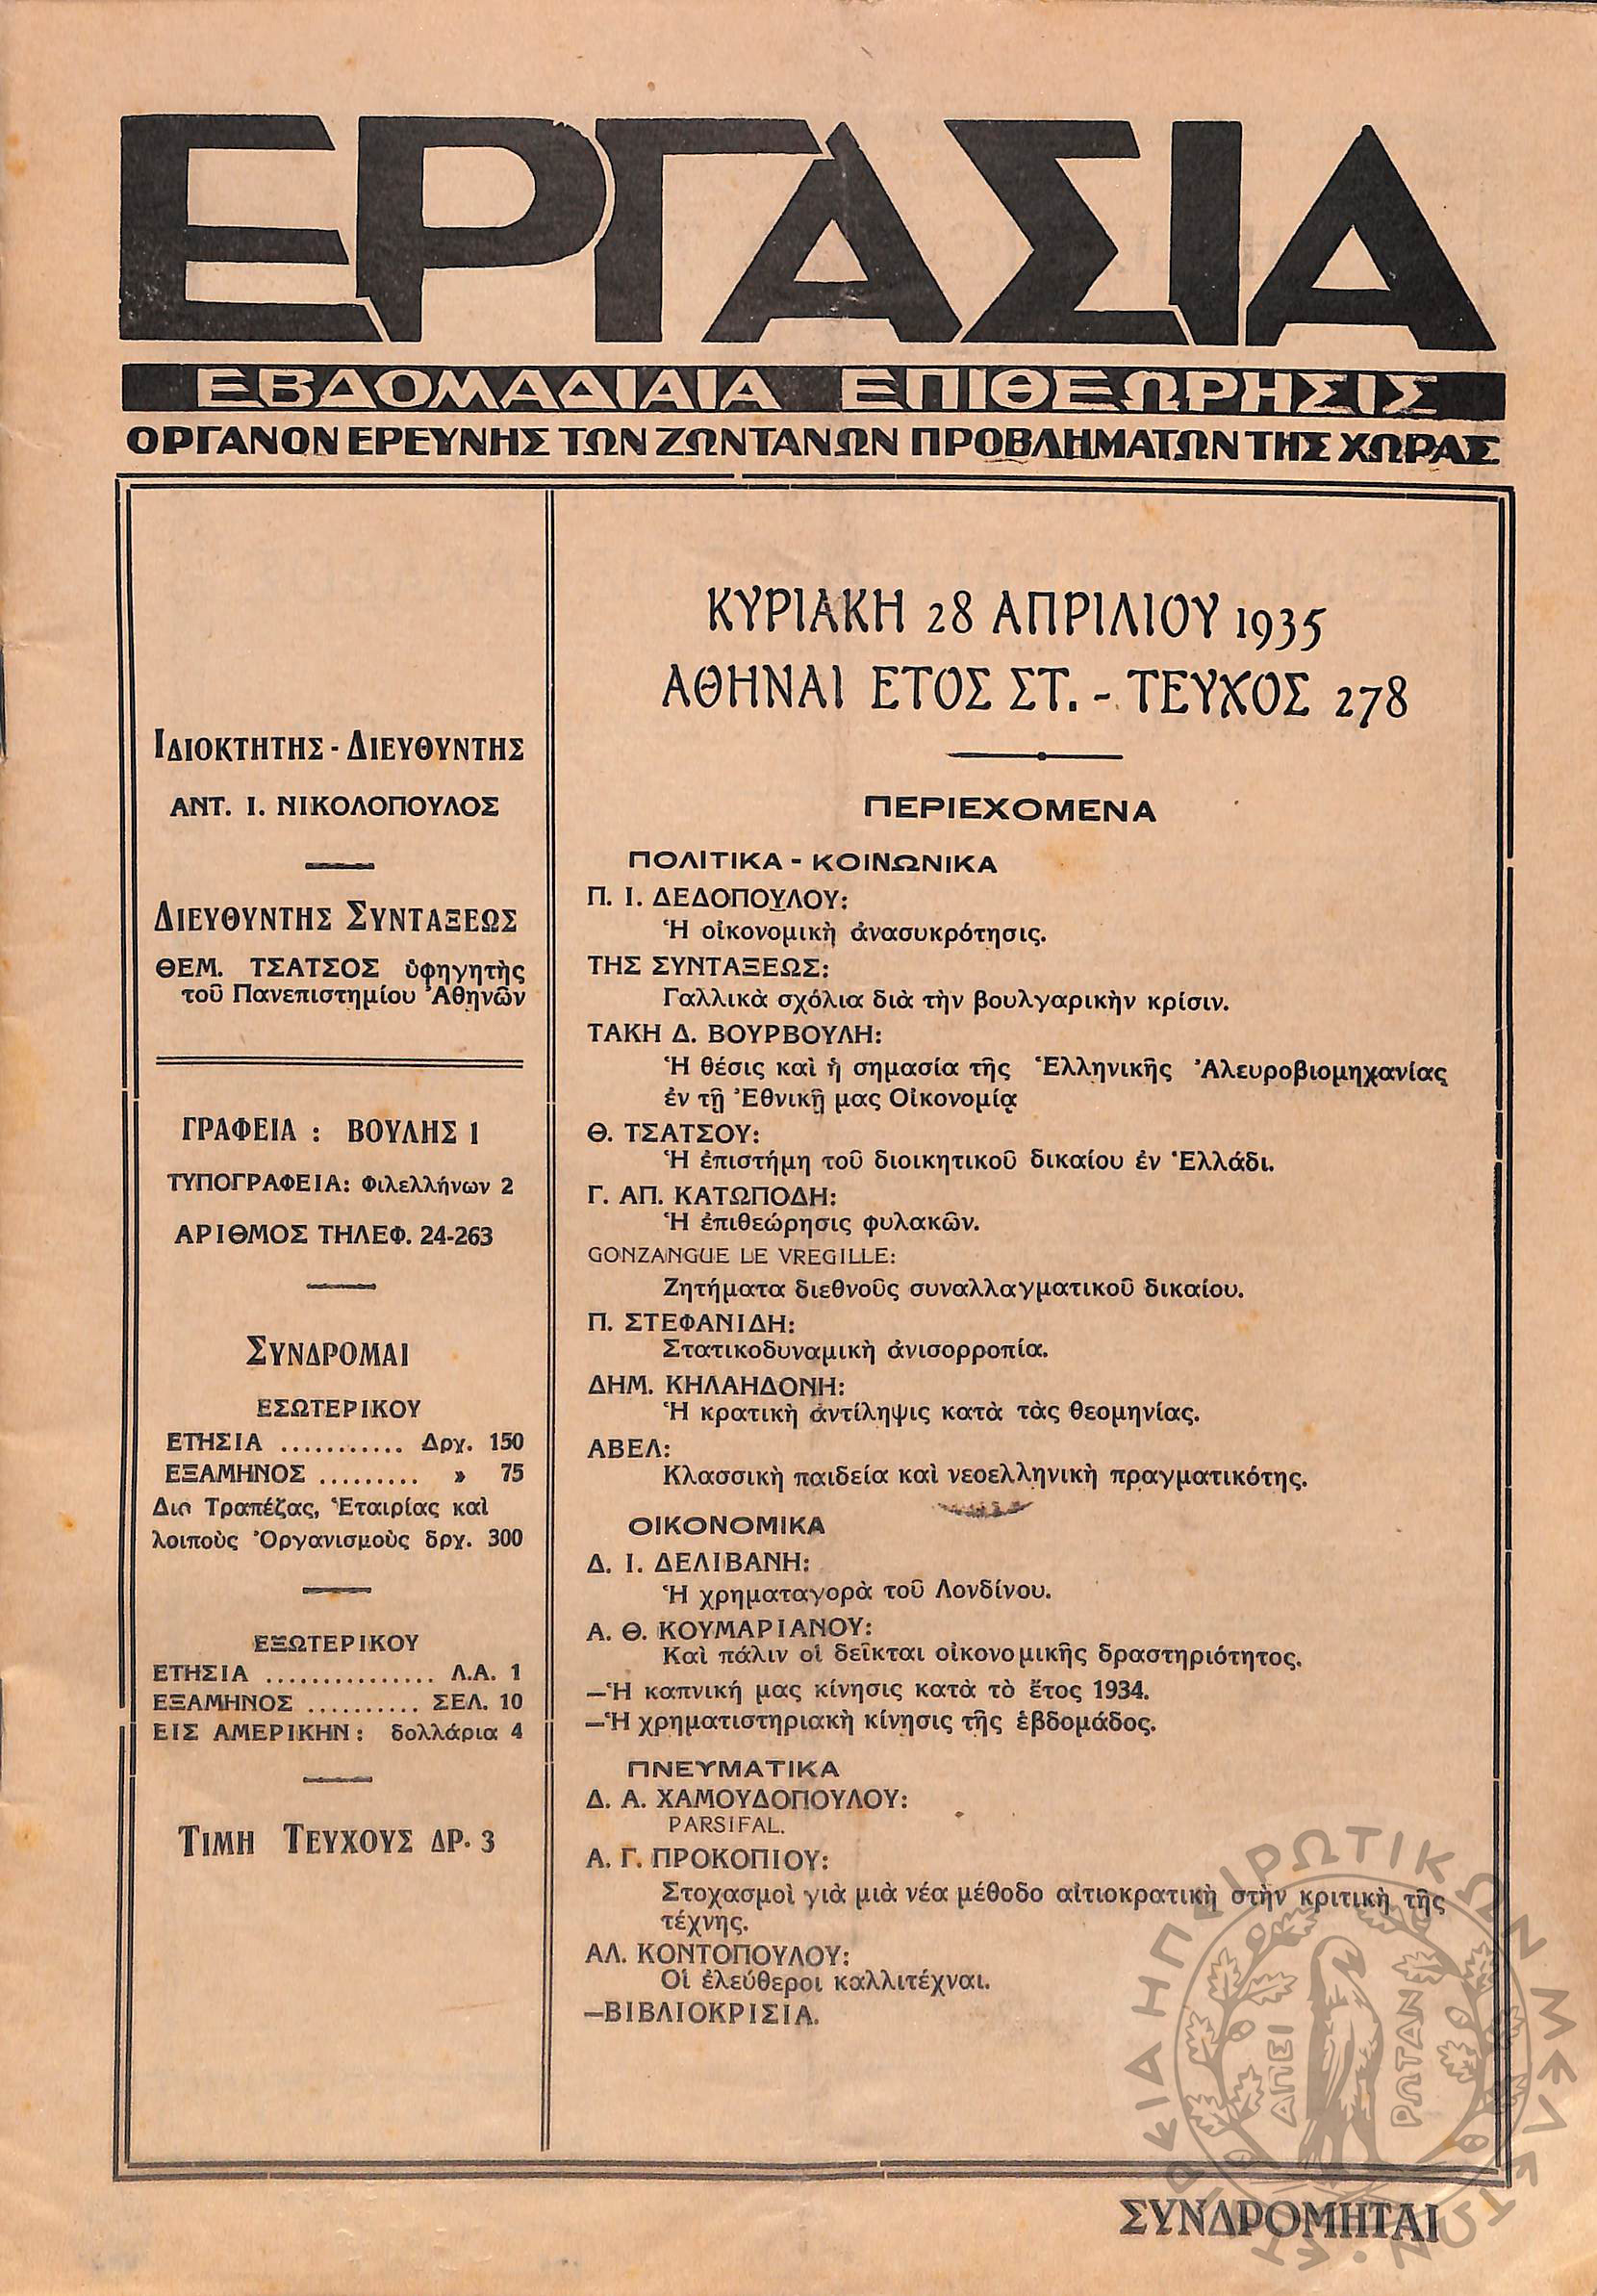 ΕΡΓΑΣΙΑ
ΕΒΔΟΜΑΔΙΑΙΑ ΕΠΙΘΕΩΡΗΣΙΣ
ΟΡΓΑΝΟΝ ΕΡΕΥΝΗΣ ΤΩΝ ΖΩΝΤΑΝΩΝ ΠΡΟΒΛΗΜΑΤΩΝ ΤΗΣ ΧΩΡΑΣ
ΙΔΙΟΚΤΗΤΗΣ - ΔΙΕΥΘΥΝΤΗΣ
ΑΝΤ. Ι. ΝΙΚΟΛΟΠΟΥΛΟΣ
ΔΙΕΥΘΥΝΤΗΣ ΣΥΝΤΑΞΕΩΣ
ΘΕΜ. ΤΣΑΤΣΟΣ ὑφηγητὴς
τοῦ Πανεπιστημίου Ἀθηνῶν
ΓΡΑΦΕΙΑ : ΒΟΥΛΗΣ 1
ΤΥΠΟΓΡΑΦΕΙΑ: Φιλελλήνων 2
ΑΡΙΘΜΟΣ ΤΗΛΕΦ. 24-263
ΣΥΝΔΡΟΜΑΙ
ΕΣΩΤΕΡΙΚΟΥ
ΕΤΗΣΙΑ ........... Δρχ. 150
ΕΞΑΜΗΝΟΣ ......... » 75
Διὰ Τραπέζας, Ἑταιρίας καὶ
λοιποὺς Ὀργανισμοὺς δρχ. 300
ΕΞΩΤΕΡΙΚΟΥ
ΕΤΗΣΙΑ ............... Λ.Α. 1
ΕΞΑΜΗΝΟΣ .......... ΣΕΛ. 10
ΕΙΣ ΑΜΕΡΙΚΗΝ : δολλάρια 4
ΤΙΜΗ ΤΕΥΧΟΥΣ ΔΡ. 3
ΚΥΡΙΑΚΗ 28 ΑΠΡΙΛΙΟΥ 1935
ΑΘΗΝΑΙ ΕΤΟΣ ΣΤ. - ΤΕΥΧΟΣ 278
ΠΕΡΙΕΧΟΜΕΝΑ
ΠΟΛΙΤΙΚΑ - ΚΟΙΝΩΝΙΚΑ
Π. Ι. ΔΕΔΟΠΟΥΛΟΥ:
Ἡ οἰκονομικὴ ἀνασυκρότησις.
ΤΗΣ ΣΥΝΤΑΞΕΩΣ:
Γαλλικὰ σχόλια διὰ τὴν βουλγαρικὴν κρίσιν.
ΤΑΚΗ Δ. ΒΟΥΡΒΟΥΛΗ:
Ἡ θέσις καὶ ἡ σημασία τῆς Ἑλληνικῆς Ἀλευροβιομηχανίας
ἐν τῇ Ἐθνικῇ μας Οἰκονομίᾳ
Θ. ΤΣΑΤΣΟΥ:
Ἡ ἐπιστήμη τοῦ διοικητικοῦ δικαίου ἐν Ἑλλάδι.
Γ. ΑΠ. ΚΑΤΩΠΟΔΗ:
Ἡ ἐπιθεώρησις φυλακῶν.
GONZANGUE LE VREGILLE:
Ζητήματα διεθνοῦς συναλλαγματικοῦ δικαίου.
Π. ΣΤΕΦΑΝΙΔΗ:
Στατικοδυναμικὴ ἀνισορροπία.
ΔΗΜ. ΚΗΛΑΗΔΟΝΗ:
Ἡ κρατικὴ ἀντίληψις κατὰ τὰς θεομηνίας.
ΑΒΕΛ:
Κλασσικὴ παιδεία καὶ νεοελληνικὴ πραγματικότης.
ΟΙΚΟΝΟΜΙΚΑ
Δ. Ι. ΔΕΛΙΒΑΝΗ:
Ἡ χρηματαγορὰ τοῦ Λονδίνου.
Α. Θ. ΚΟΥΜΑΡΙΑΝΟΥ:
Καὶ πάλιν οἱ δεῖκται οἰκονομικῆς δραστηριότητος.
—Ἡ καπνική μας κίνησις κατὰ τὸ ἔτος 1934.
—Ἡ χρηματιστηριακὴ κίνησις τῆς ἑβδομάδος.
ΠΝΕΥΜΑΤΙΚΑ
Δ. Α. ΧΑΜΟΥΔΟΠΟΥΛΟΥ:
PARSIFAL.
Α. Γ. ΠΡΟΚΟΠΙΟΥ:
Στοχασμοὶ γιὰ μιὰ νέα μέθοδο αἰτιοκρατικὴ στὴν κριτικὴ τῆς
τέχνης.
ΑΛ. ΚΟΝΤΟΠΟΥΛΟΥ:
Οἱ ἐλεύθεροι καλλιτέχναι.
—ΒΙΒΛΙΟΚΡΙΣΙΑ.
ΕΤΑΙΡΕΙΑ ΗΠΕΙΡΩΤΙΚΩΝ ΜΕΛΕΤΩΝ
ΑΠΕΙ
ΡΩΤΑΝ
ΣΥΝΔΡΟΜΗΤΑΙ